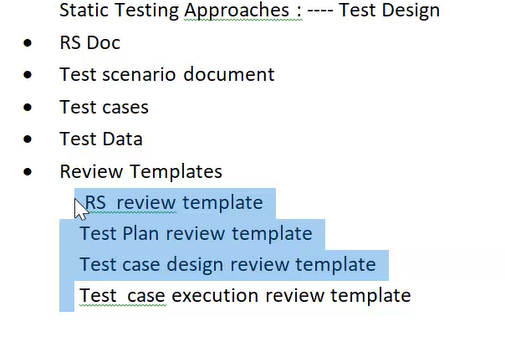 Static Testing Approaches : ---- Test Design
• RS Doc
• Test scenario document
• Test cases
• Test Data
• Review Templates
RS review template
Test Plan review template
Test case design review template
Test case execution review template